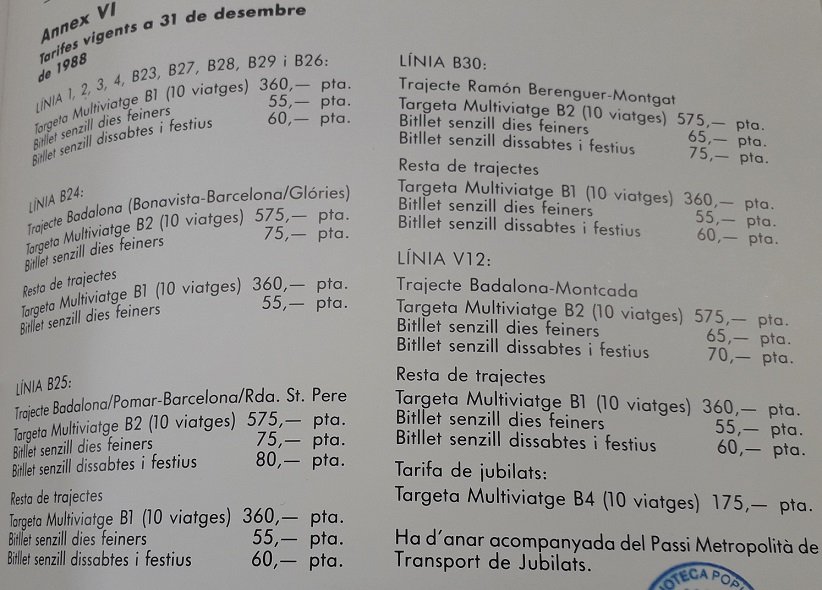 Annex VI
Tarifes vigents a 31 de desembre
de 1988
LÍNIA 1, 2, 3, 4, B23, B27, B28, B29 i B26:
Targeta Multiviatge B1 (10 viatges) 360,— pta.
Bitllet senzill dies feiners 55,— pta.
Bitllet senzill dissabtes i festius 60,— pta.
LÍNIA B24:
Trajecte Badalona (Bonavista-Barcelona/Glóries)
Targeta Multiviatge B2 (10 viatges) 575,— pta.
Bitllet senzill dies feiners 75,— pta.
Resta de trajectes
Targeta Multiviatge B1 (10 viatges) 360,— pta.
Bitllet senzill dies feiners 55,— pta.
LÍNIA B25:
Trajecte Badalona/Pomar-Barcelona/Rda. St. Pere
Targeta Multiviatge B2 (10 viatges) 575,— pta.
Bitllet senzill dies feiners 75,— pta.
Bitllet senzill dissabtes i festius 80,— pta.
Resta de trajectes
Targeta Multiviatge B1 (10 viatges) 360,— pta.
Bitllet senzill dies feiners 55,— pta.
Bitllet senzill dissabtes i festius 60,— pta.
LÍNIA B30:
Trajecte Ramón Berenguer-Montgat
Targeta Multiviatge B2 (10 viatges) 575,— pta.
Bitllet senzill dies feiners 65,— pta.
Bitllet senzill dissabtes i festius 75,— pta.
Resta de trajectes
Targeta Multiviatge B1 (10 viatges) 360,— pta.
Bitllet senzill dies feiners 55,— pta.
Bitllet senzill dissabtes i festius 60,— pta.
LÍNIA V12:
Trajecte Badalona-Montcada
Targeta Multiviatge B2 (10 viatges) 575,— pta.
Bitllet senzill dies feiners 65,— pta.
Bitllet senzill dissabtes i festius 70,— pta.
Resta de trajectes
Targeta Multiviatge B1 (10 viatges) 360,— pta.
Bitllet senzill dies feiners 55,— pta.
Bitllet senzill dissabtes i festius 60,— pta.
Tarifa de jubilats:
Targeta Multiviatge B4 (10 viatges) 175,— pta.
Ha d'anar acompanyada del Passi Metropolità de
Transport de Jubilats.